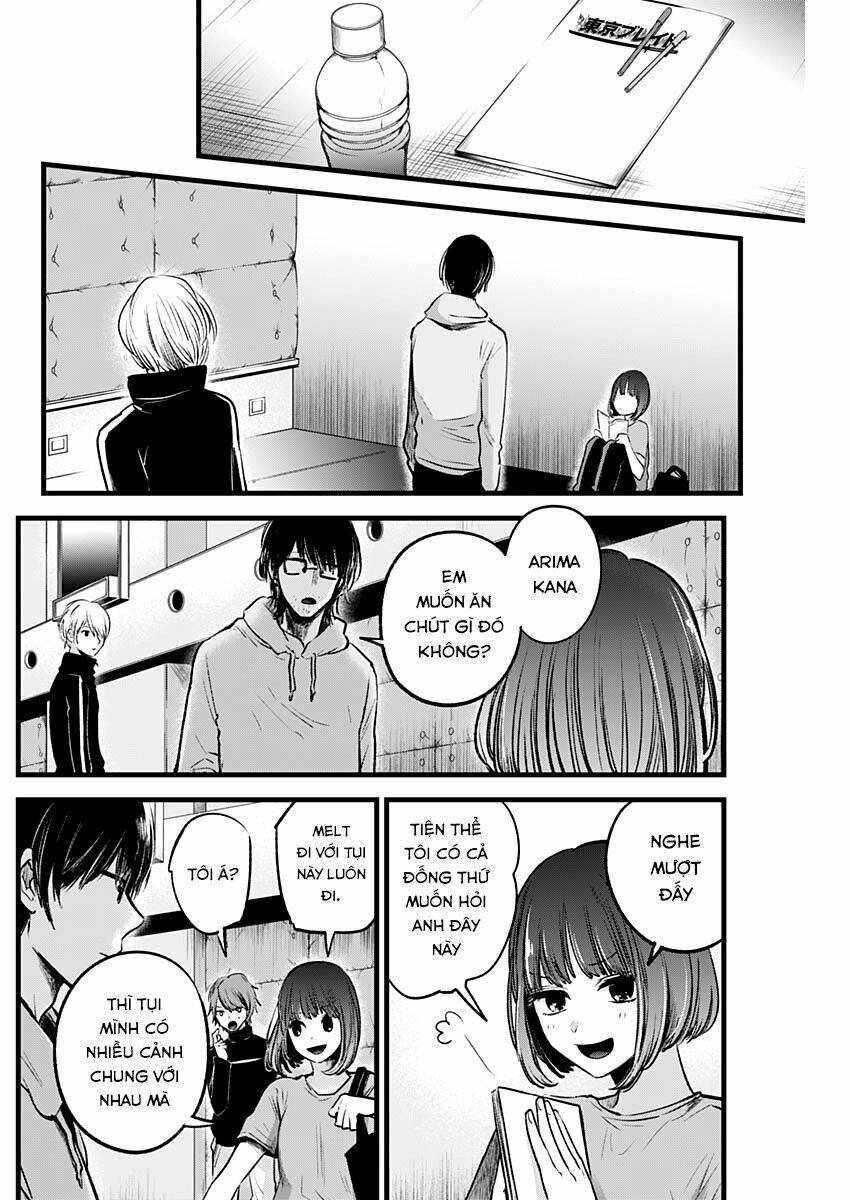 東京ブレイド
ARIMA
KANA
EM
MUỐN ĂN
CHÚT GÌ ĐÓ
KHÔNG?
NGHE
MƯỢT
ĐẤY
TIỆN THỂ
TÔI CÓ CẢ
ĐỐNG THỨ
MUỐN HỎI
ANH ĐÂY
NÀY
MELT
ĐI VỚI TỤI
NÀY LUÔN
ĐI.
TÔI Á?
THÌ TỤI
MÌNH CÓ
NHIỀU CẢNH
CHUNG VỚI
NHAU MÀ